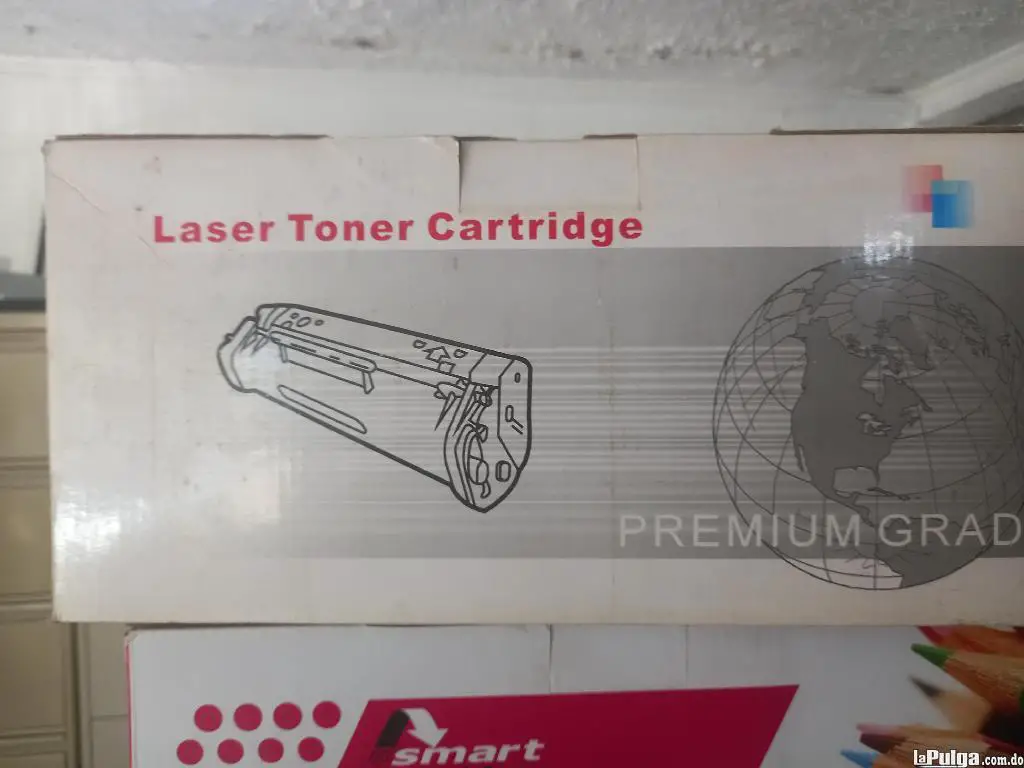 Laser Toner Cartridge
PREMIUM GRAD
smart
laPulga.com.do